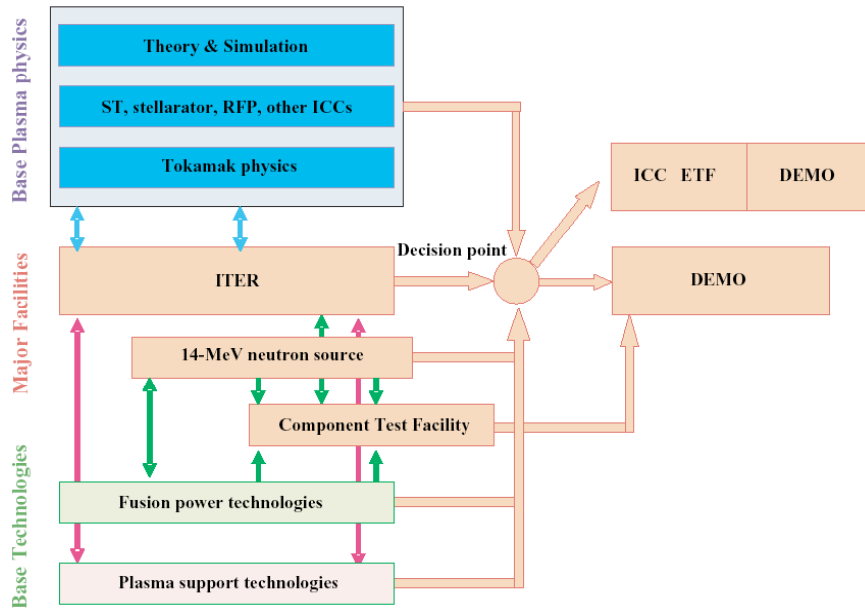 Base Plasma physics
Theory & Simulation
ST, stellarator, RFP, other ICCs
Tokamak physics
ICC ETF
DEMO
Major Facilities
ITER
Decision point
DEMO
14-MeV neutron source
Component Test Facility
Base Technologies
Fusion power technologies
Plasma support technologies